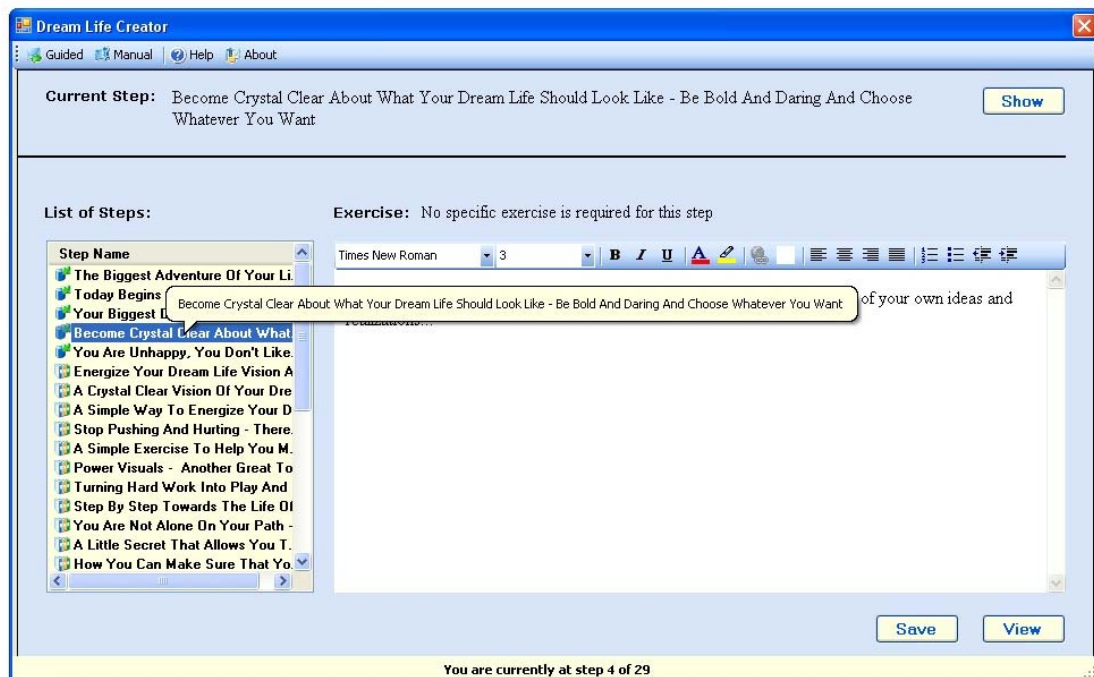 Dream Life Creator
Guided Manual Help About
Current Step: Become Crystal Clear About What Your Dream Life Should Look Like - Be Bold And Daring And Choose
Whatever You Want
Show
List of Steps:
Exercise: No specific exercise is required for this step
Step Name
Times New Roman 3 B I U A
The Biggest Adventure Of Your Li.
Today Begins
Your Biggest D
Become Crystal Clear About What
You Are Unhappy, You Don't Like.
Energize Your Dream Life Vision A
A Crystal Clear Vision Of Your Dre
A Simple Way To Energize Your D
Stop Pushing And Hurting - There.
A Simple Exercise To Help You M.
Power Visuals - Another Great To
Turning Hard Work Into Play And
Step By Step Towards The Life Of
You Are Not Alone On Your Path -
A Little Secret That Allows You T.
How You Can Make Sure That Yo.
Become Crystal Clear About What Your Dream Life Should Look Like - Be Bold And Daring And Choose Whatever You Want
of your own ideas and
Save View
You are currently at step 4 of 29